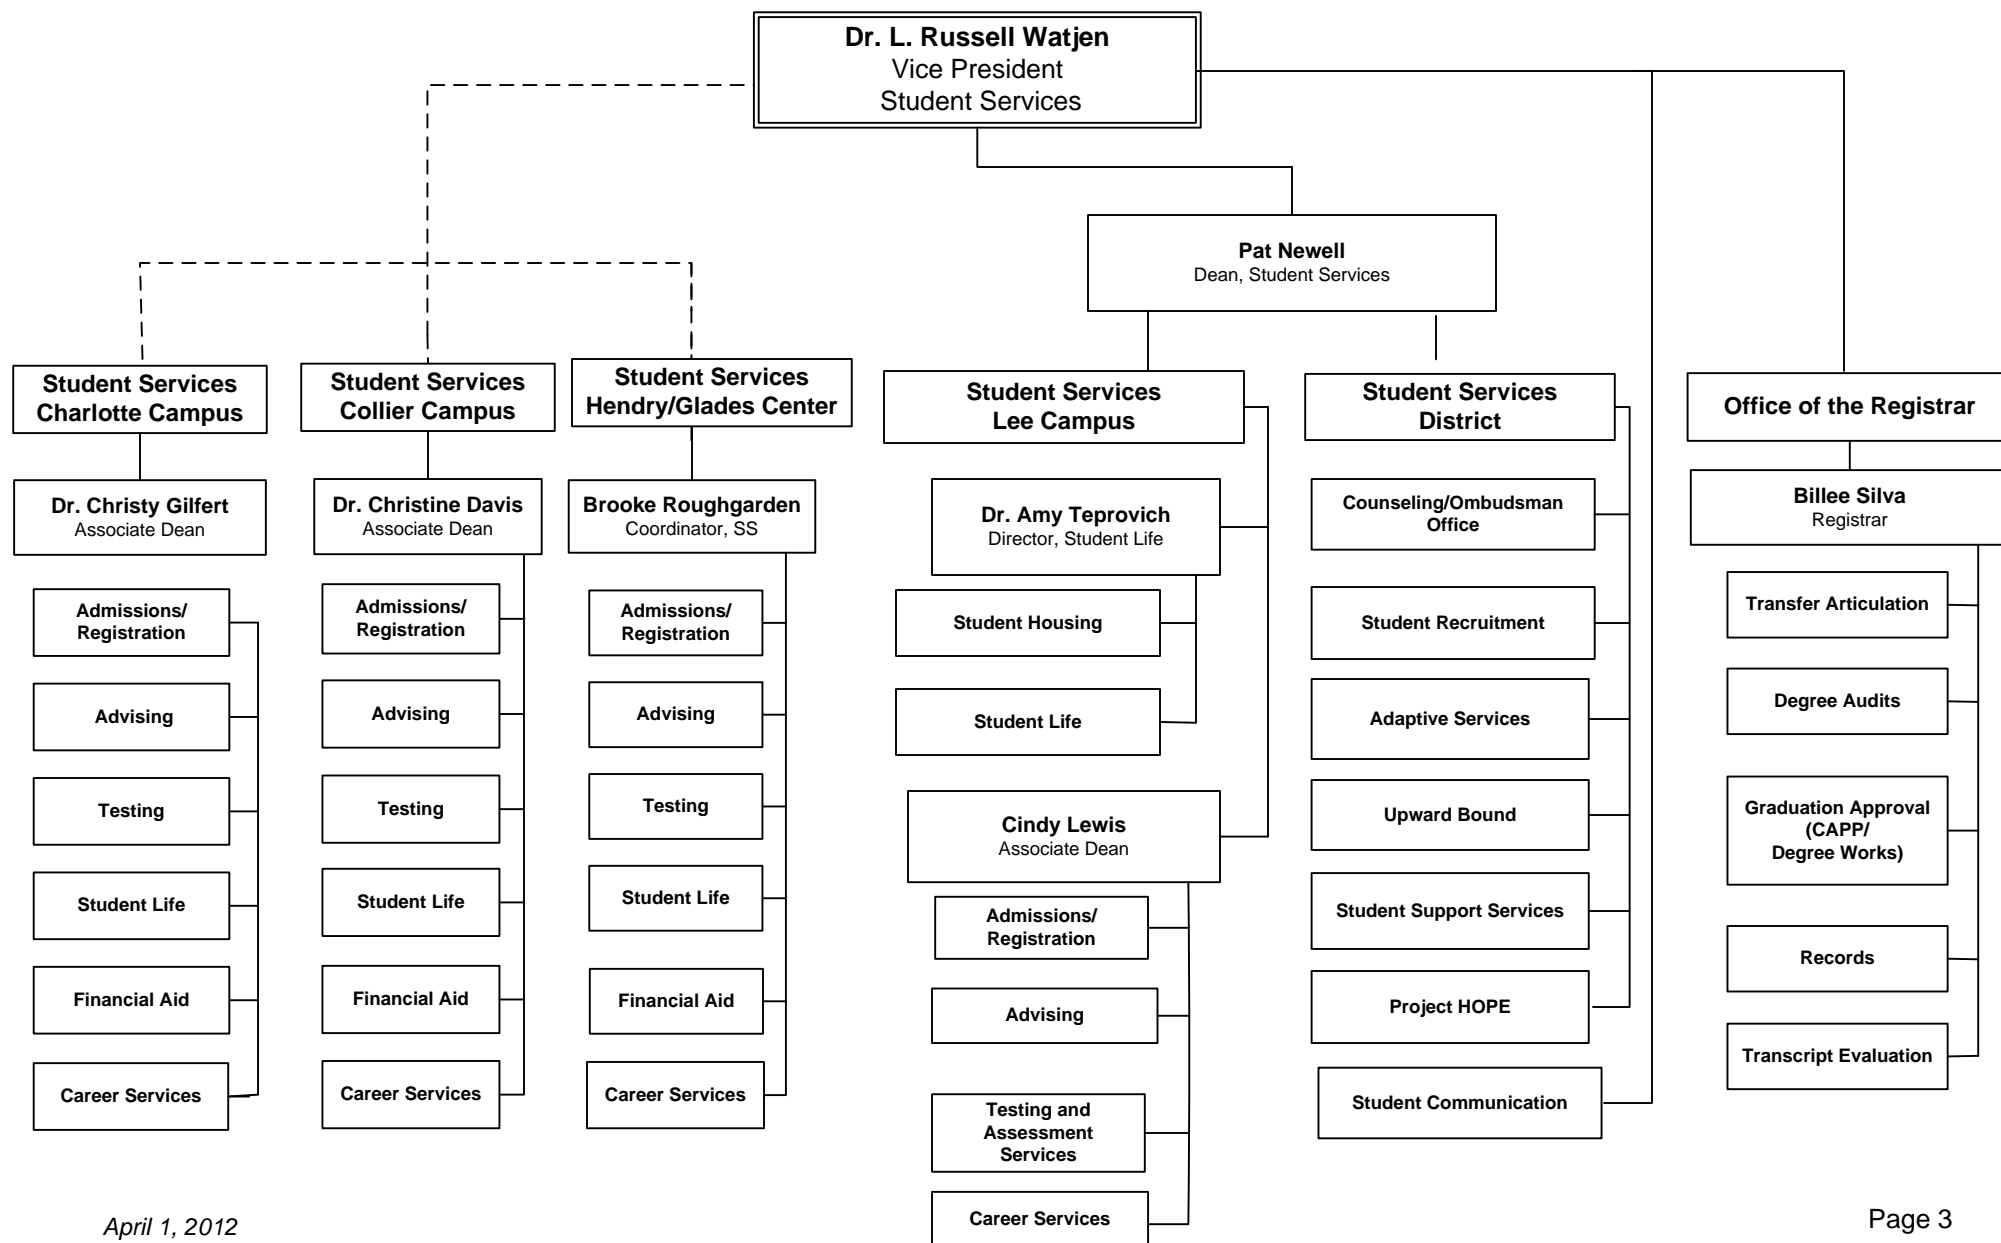 Dr. L. Russell Watjen
Vice President
Student Services
Pat Newell
Dean, Student Services
Student Services
Charlotte Campus
Student Services
Collier Campus
Student Services
Hendry/Glades Center
Student Services
Lee Campus
Student Services
District
Office of the Registrar
Dr. Christy Gilfert
Associate Dean
Admissions/
Registration
Advising
Testing
Student Life
Financial Aid
Career Services
Dr. Christine Davis
Associate Dean
Admissions/
Registration
Advising
Testing
Student Life
Financial Aid
Career Services
Brooke Roughgarden
Coordinator, SS
Admissions/
Registration
Advising
Testing
Student Life
Financial Aid
Career Services
Dr. Amy Teprovich
Director, Student Life
Student Housing
Student Life
Cindy Lewis
Associate Dean
Admissions/
Registration
Advising
Testing and
Assessment
Services
Career Services
Counseling/Ombudsman
Office
Student Recruitment
Adaptive Services
Upward Bound
Student Support Services
Project HOPE
Student Communication
Billee Silva
Registrar
Transfer Articulation
Degree Audits
Graduation Approval
(CAPP/
Degree Works)
Records
Transcript Evaluation
April 1, 2012
Page 3